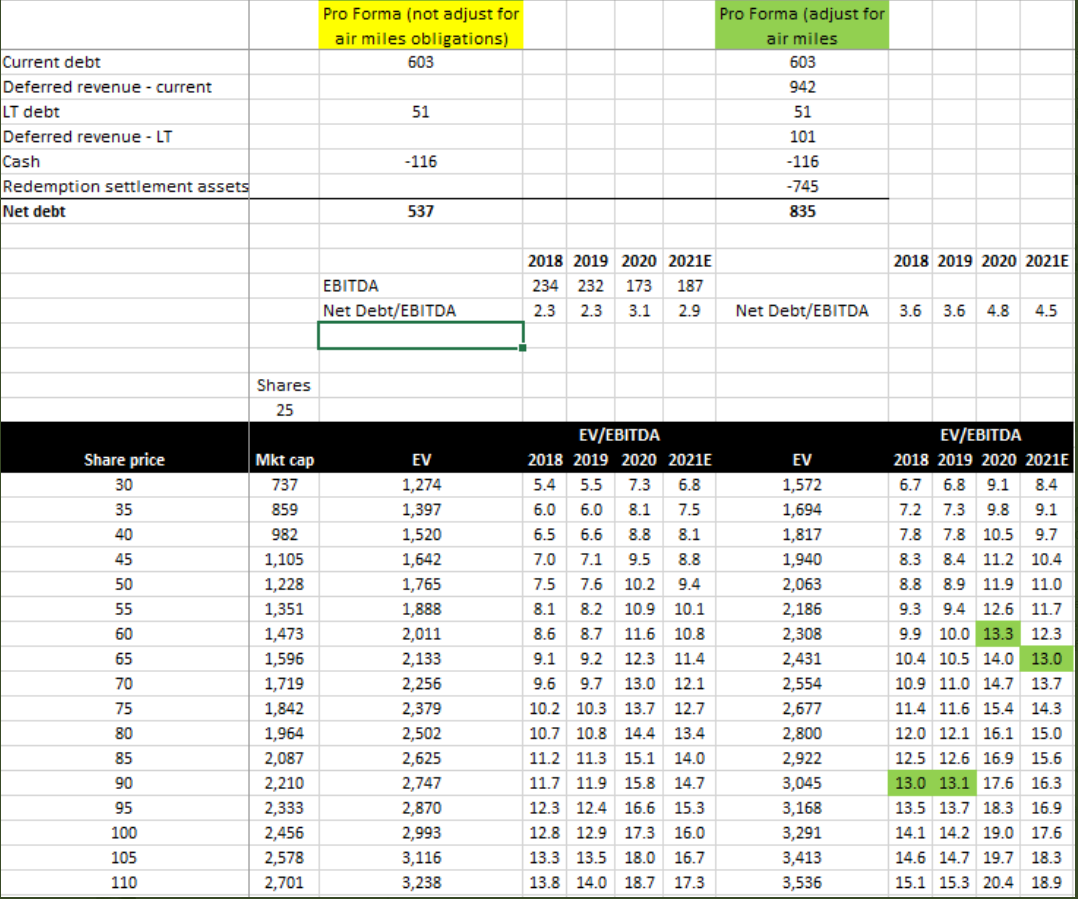 Pro Forma (not adjust for Pro Forma (adjust for
air miles obligations) air miles
Current debt 603 603
Deferred revenue - current 942
LT debt 51 51
Deferred revenue - LT 101
Cash -116 -116
Redemption settlement assets -745
Net debt 537 835
2018 2019 2020 2021E 2018 2019 2020 2021E
EBITDA 234 232 173 187
Net Debt/EBITDA 2.3 2.3 3.1 2.9 Net Debt/EBITDA 3.6 3.6 4.8 4.5
Shares
25
EV/EBITDA EV/EBITDA
Share price Mkt cap EV 2018 2019 2020 2021E EV 2018 2019 2020 2021E
30 737 1,274 5.4 5.5 7.3 6.8 1,572 6.7 6.8 9.1 8.4
35 859 1,397 6.0 6.0 8.1 7.5 1,694 7.2 7.3 9.8 9.1
40 982 1,520 6.5 6.6 8.8 8.1 1,817 7.8 7.8 10.5 9.7
45 1,105 1,642 7.0 7.1 9.5 8.8 1,940 8.3 8.4 11.2 10.4
50 1,228 1,765 7.5 7.6 10.2 9.4 2,063 8.8 8.9 11.9 11.0
55 1,351 1,888 8.1 8.2 10.9 10.1 2,186 9.3 9.4 12.6 11.7
60 1,473 2,011 8.6 8.7 11.6 10.8 2,308 9.9 10.0 13.3 12.3
65 1,596 2,133 9.1 9.2 12.3 11.4 2,431 10.4 10.5 14.0 13.0
70 1,719 2,256 9.6 9.7 13.0 12.1 2,554 10.9 11.0 14.7 13.7
75 1,842 2,379 10.2 10.3 13.7 12.7 2,677 11.4 11.6 15.4 14.3
80 1,964 2,502 10.7 10.8 14.4 13.4 2,800 12.0 12.1 16.1 15.0
85 2,087 2,625 11.2 11.3 15.1 14.0 2,922 12.5 12.6 16.9 15.6
90 2,210 2,747 11.7 11.9 15.8 14.7 3,045 13.0 13.1 17.6 16.3
95 2,333 2,870 12.3 12.4 16.6 15.3 3,168 13.5 13.7 18.3 16.9
100 2,456 2,993 12.8 12.9 17.3 16.0 3,291 14.1 14.2 19.0 17.6
105 2,578 3,116 13.3 13.5 18.0 16.7 3,413 14.6 14.7 19.7 18.3
110 2,701 3,238 13.8 14.0 18.7 17.3 3,536 15.1 15.3 20.4 18.9